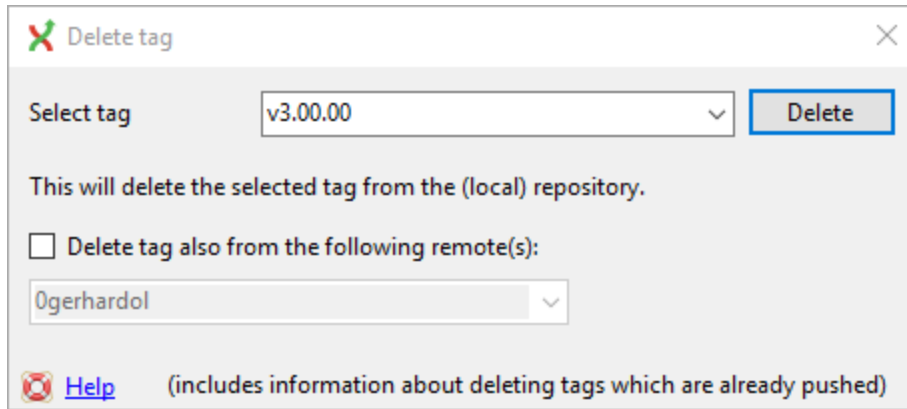 Delete tag
Select tag v3.00.00 Delete
This will delete the selected tag from the (local) repository.
Delete tag also from the following remote(s):
0gerhardol
Help (includes information about deleting tags which are already pushed)